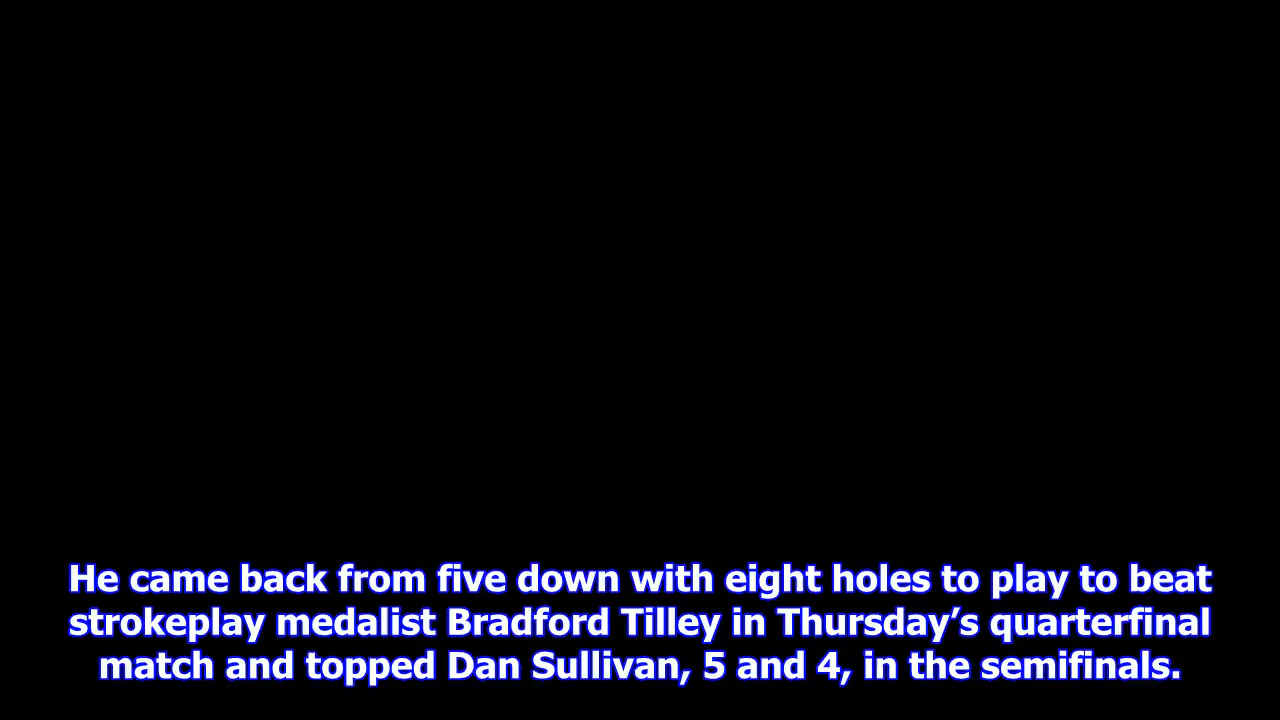 He came back from five down with eight holes to play to beat
strokeplay medalist Bradford Tilley in Thursday’s quarterfinal
match and topped Dan Sullivan, 5 and 4, in the semifinals.